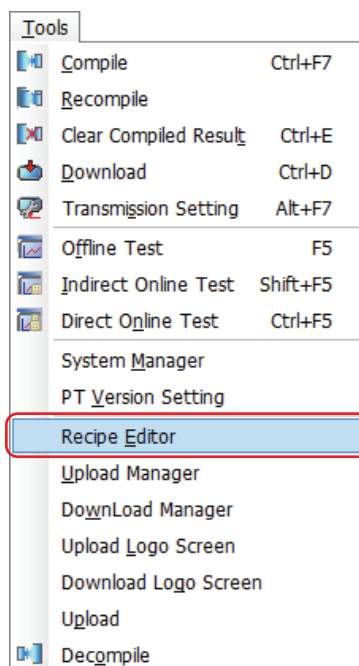 Tools
Compile Ctrl+F7
Recompile
Clear Compiled Result Ctrl+E
Download Ctrl+D
Transmission Setting Alt+F7
Offline Test F5
Indirect Online Test Shift+F5
Direct Online Test Ctrl+F5
System Manager
PT Version Setting
Recipe Editor
Upload Manager
DownLoad Manager
Upload Logo Screen
Download Logo Screen
Upload
Decompile